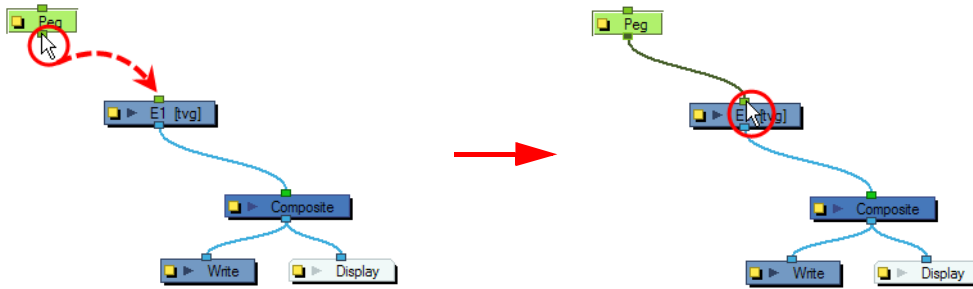 Peg
E1 [tvg]
Composite
Write
Display
Peg
[tvg]
Composite
Write
Display